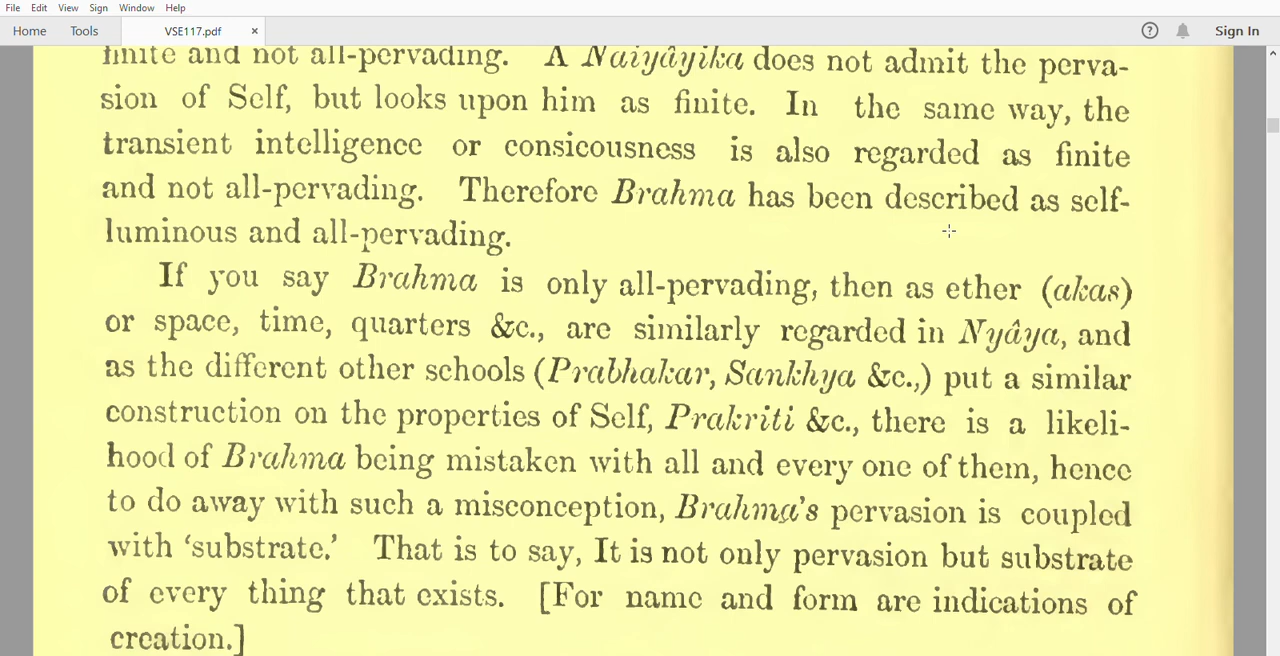 File Edit View Sign Window Help
Home Tools VSE117.pdf × Sign In
finite and not all-pervading. A Naiyâyika does not admit the perva-
sion of Self, but looks upon him as finite. In the same way, the
transient intelligence or consicousness is also regarded as finite
and not all-pervading. Therefore Brahma has been described as self-
luminous and all-pervading.
If you say Brahma is only all-pervading, then as ether (akas)
or space, time, quarters &c., are similarly regarded in Nyâya, and
as the different other schools (Prabhakar, Sankhya &c.,) put a similar
construction on the properties of Self, Prakriti &c., there is a likeli-
hood of Brahma being mistaken with all and every one of them, hence
to do away with such a misconception, Brahma's pervasion is coupled
with ‘substrate.’ That is to say, It is not only pervasion but substrate
of every thing that exists. [For name and form are indications of
creation.]